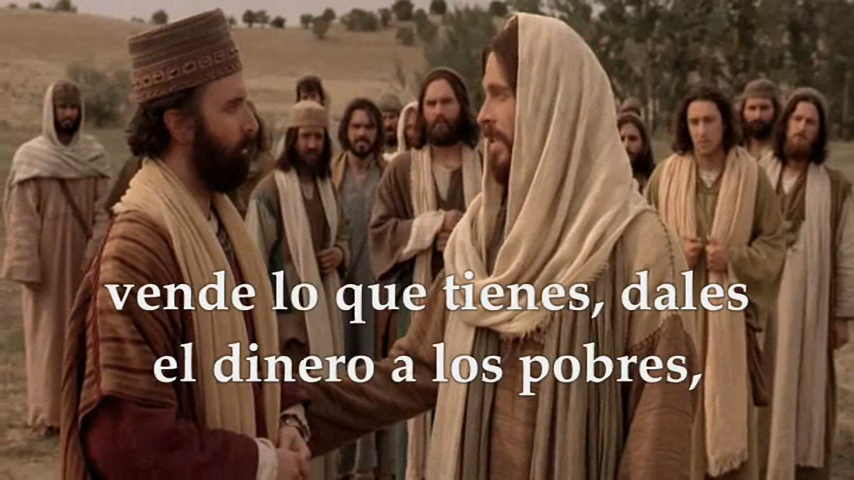 vende lo que tienes, dales
el dinero a los pobres,